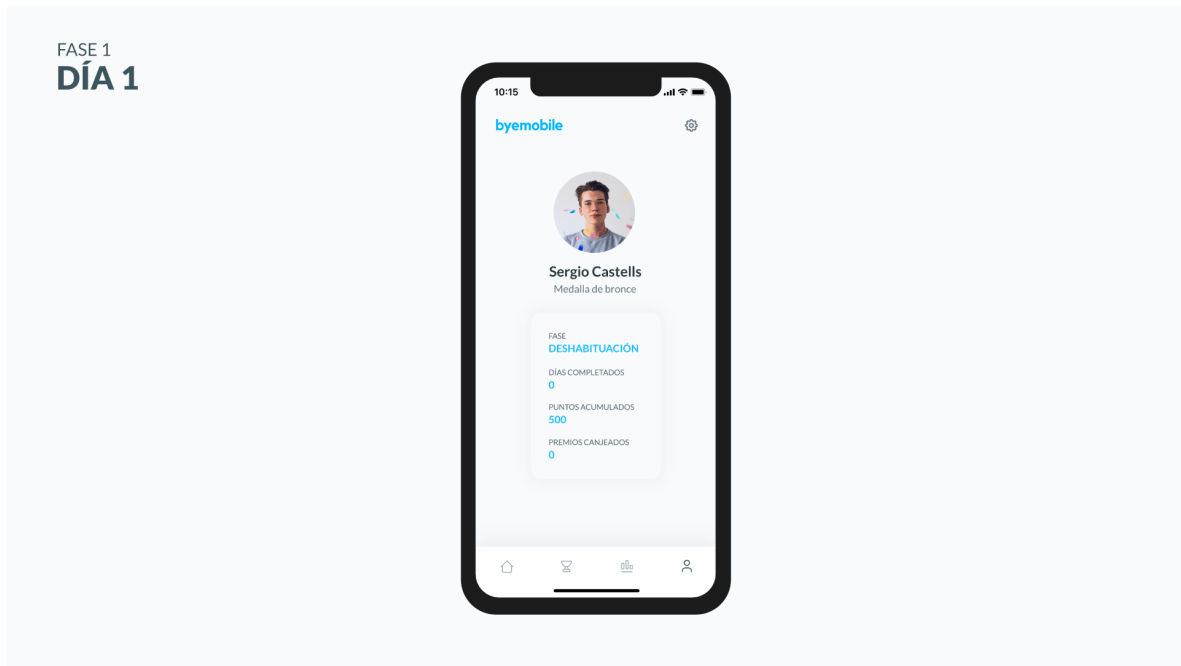 FASE 1
DÍA 1
10:15
byemobile
Sergio Castells
Medalla de bronce
FASE
DESHABITUACIÓN
DÍAS COMPLETADOS
0
PUNTOS ACUMULADOS
500
PREMIOS CANJEADOS
0